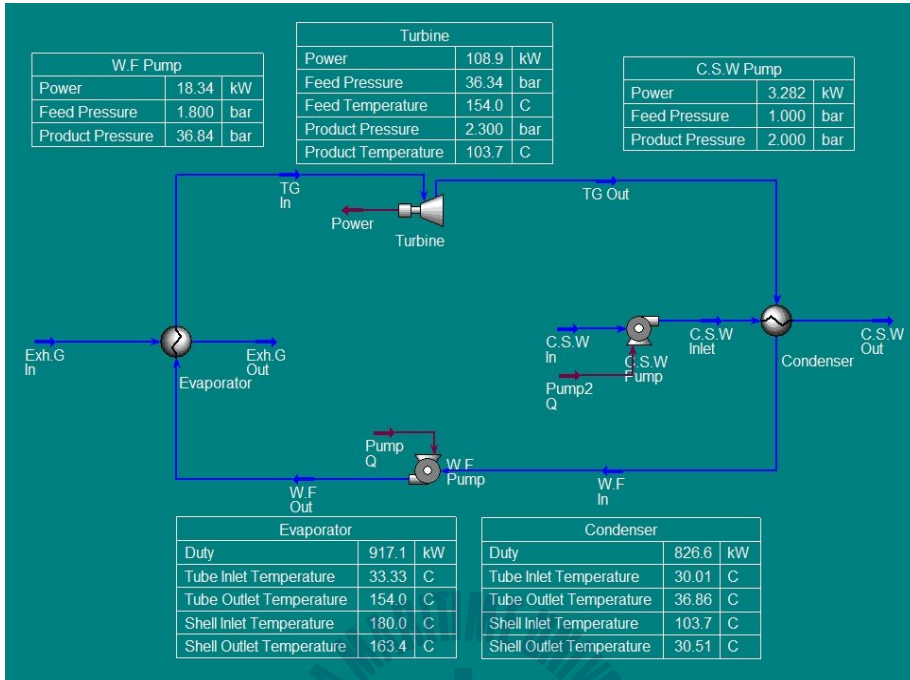 W.F Pump
Power 18.34 kW
Feed Pressure 1.800 bar
Product Pressure 36.84 bar
Turbine
Power 108.9 kW
Feed Pressure 36.34 bar
Feed Temperature 154.0 C
Product Pressure 2.300 bar
Product Temperature 103.7 C
C.S.W Pump
Power 3.282 kW
Feed Pressure 1.000 bar
Product Pressure 2.000 bar
TG
In
TG Out
Power
Turbine
Exh.G
In
Exh.G
Out
Evaporator
C.S.W
In
C.S.W
Pump
C.S.W
Inlet
Condenser
C.S.W
Out
Pump2
Q
Pump
Q
W.F
Pump
W.F
Out
W.F
In
Evaporator
Duty 917.1 kW
Tube Inlet Temperature 33.33 C
Tube Outlet Temperature 154.0 C
Shell Inlet Temperature 180.0 C
Shell Outlet Temperature 163.4 C
Condenser
Duty 826.6 kW
Tube Inlet Temperature 30.01 C
Tube Outlet Temperature 36.86 C
Shell Inlet Temperature 103.7 C
Shell Outlet Temperature 30.51 C